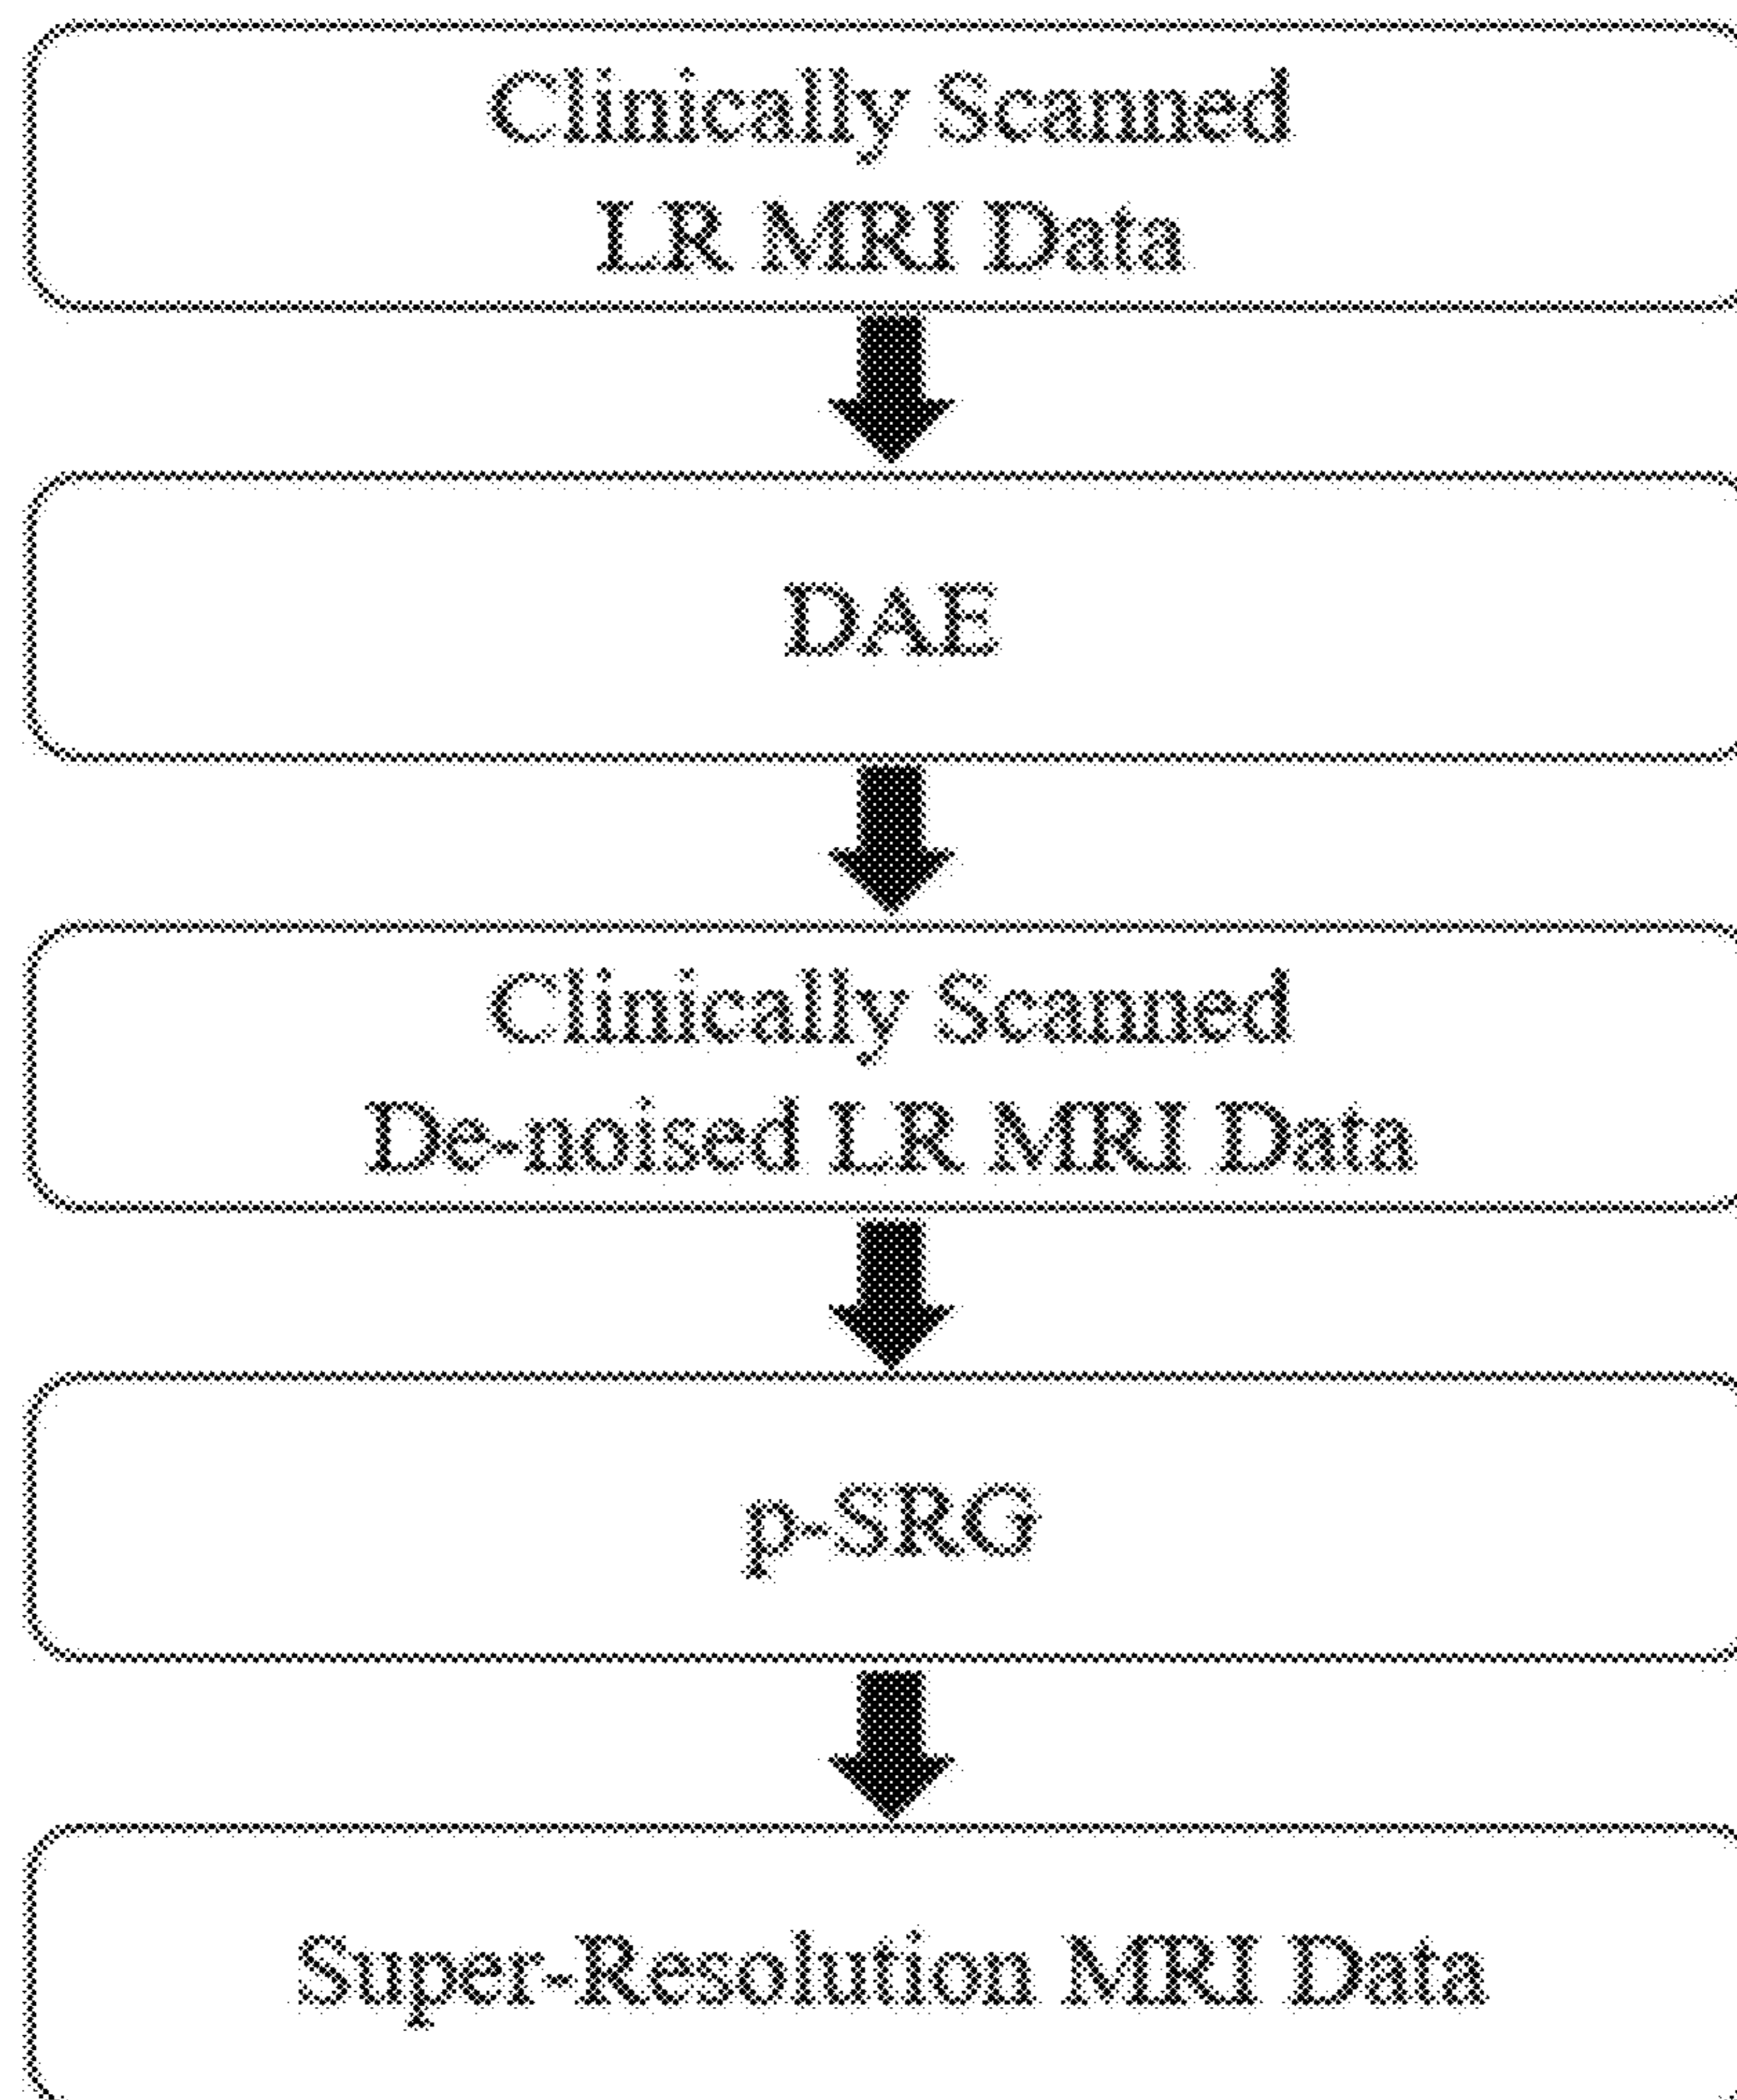 Clinically Scanned
LR MRI Data
DAE
Clinically Scanned
De-noised LR MRI Data
p-SRG
Super-Resolution MRI Data